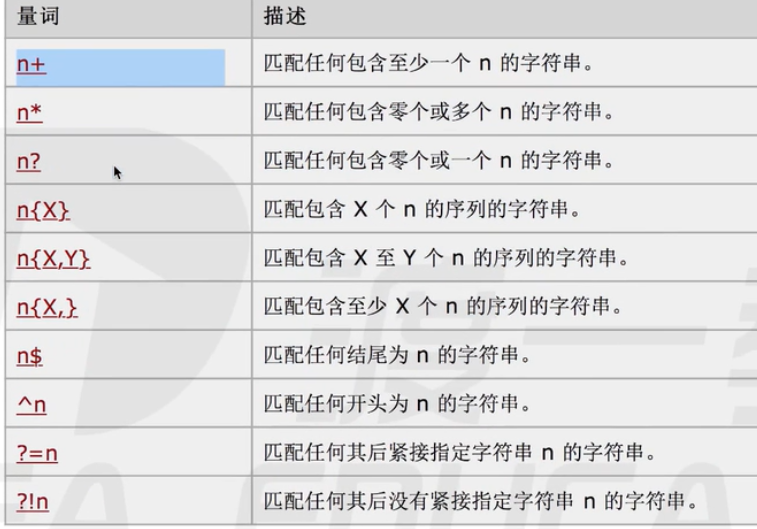 量词 描述
n+ 匹配任何包含至少一个 n 的字符串。
n* 匹配任何包含零个或多个 n 的字符串。
n? 匹配任何包含零个或一个 n 的字符串。
n{X} 匹配包含 X 个 n 的序列的字符串。
n{X,Y} 匹配包含 X 至 Y 个 n 的序列的字符串。
n{X,} 匹配包含至少 X 个 n 的序列的字符串。
n$ 匹配任何结尾为 n 的字符串。
^n 匹配任何开头为 n 的字符串。
?=n 匹配任何其后紧接指定字符串 n 的字符串。
?!n 匹配任何其后没有紧接指定字符串 n 的字符串。